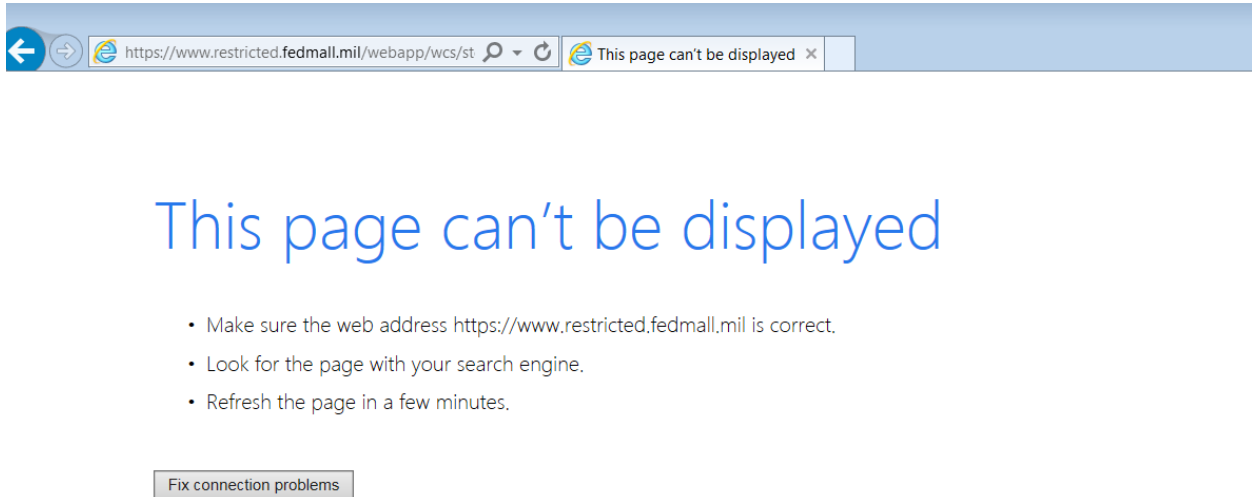 https://www.restricted.fedmall.mil/webapp/wcs/st
This page can't be displayed
This page can't be displayed
• Make sure the web address https://www.restricted.fedmall.mil is correct.
• Look for the page with your search engine.
• Refresh the page in a few minutes.
Fix connection problems